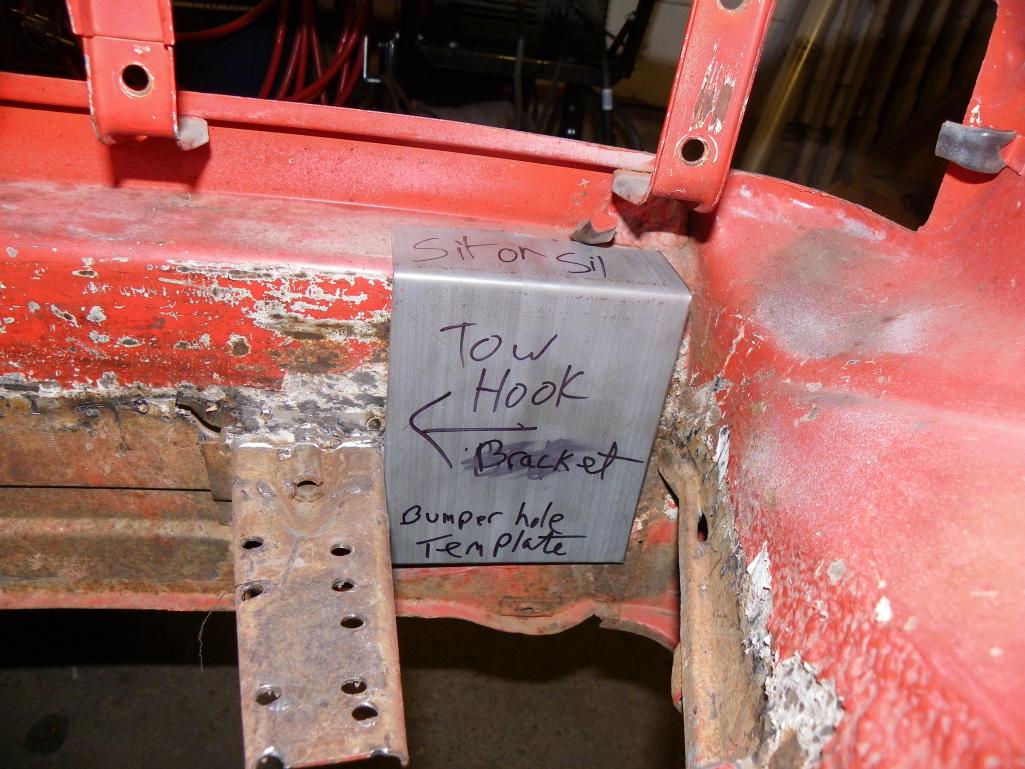 Sit on Sil
Tow
Hook
Bracket
Bumper hole
Template